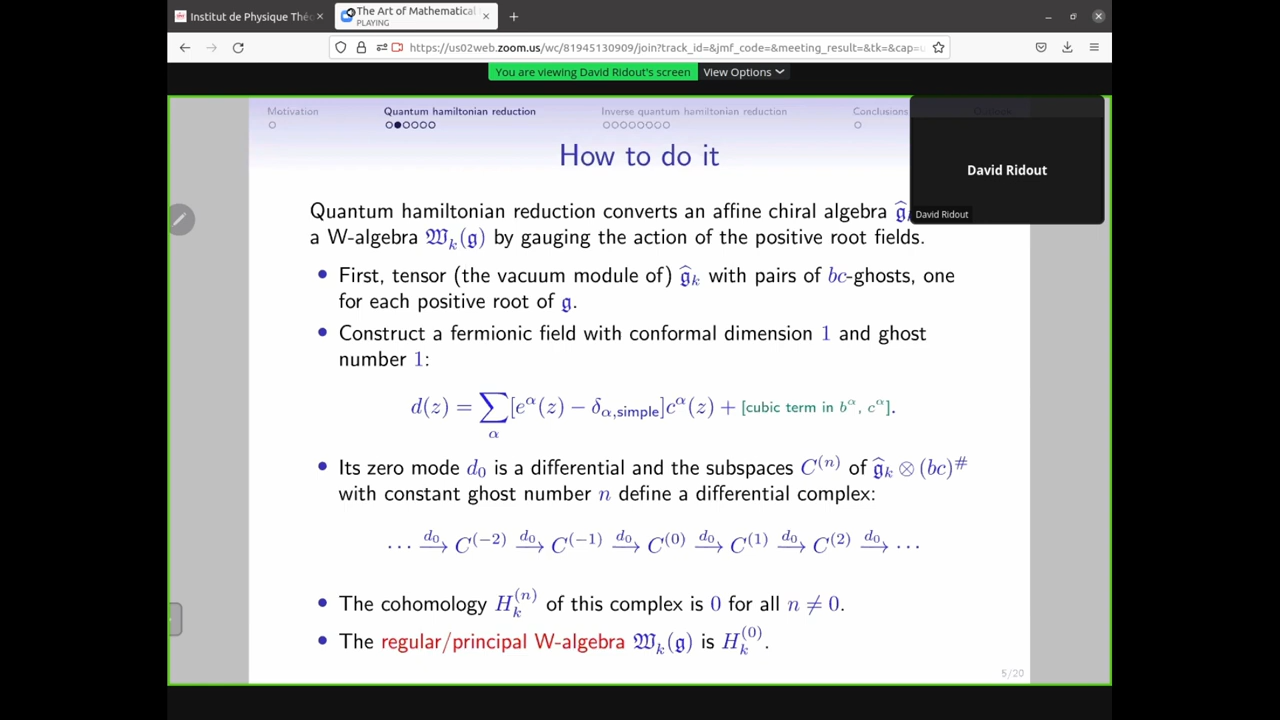 Institut de Physique Thé
The Art of Mathematical
PLAYING
https://us02web.zoom.us/wc/81945130909/join?track_id=&jmf_code=&meeting_result=&tk=&cap=
You are viewing David Ridout's screen
View Options
Motivation
Quantum hamiltonian reduction
Inverse quantum hamiltonian reduction
Conclusions
How to do it
David Ridout
David Ridout
Quantum hamiltonian reduction converts an affine chiral algebra ĝ
a W-algebra 𝔚ₖ(𝔤) by gauging the action of the positive root fields.
• First, tensor (the vacuum module of) 𝔤̂ₖ with pairs of bc-ghosts, one
for each positive root of 𝔤.
• Construct a fermionic field with conformal dimension 1 and ghost
number 1:
d(z) = ∑_α [e^α(z) − δ_{α,simple}]c^α(z) + [cubic term in b^α, c^α].
• Its zero mode d₀ is a differential and the subspaces C^(n) of 𝔤̂ₖ ⊗ (bc)^#
with constant ghost number n define a differential complex:
⋯ →^{d₀} C^(−2) →^{d₀} C^(−1) →^{d₀} C^(0) →^{d₀} C^(1) →^{d₀} C^(2) →^{d₀} ⋯
• The cohomology H_k^(n) of this complex is 0 for all n ≠ 0.
• The regular/principal W-algebra 𝔚ₖ(𝔤) is H_k^(0).
5/20